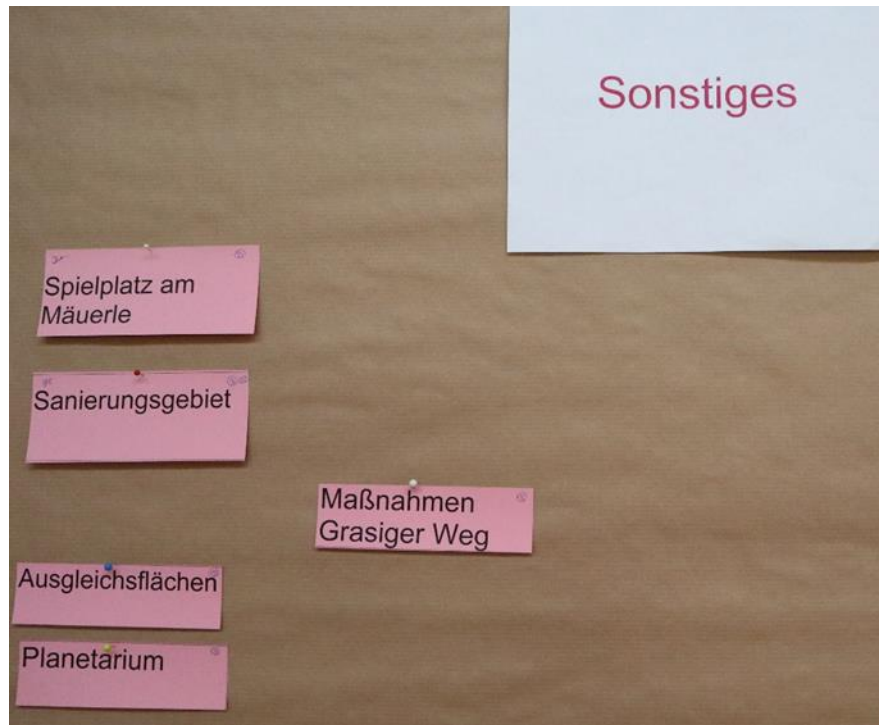 Sonstiges
Spielplatz am
Mäuerle
Sanierungsgebiet
Maßnahmen
Grasiger Weg
Ausgleichsflächen
Planetarium